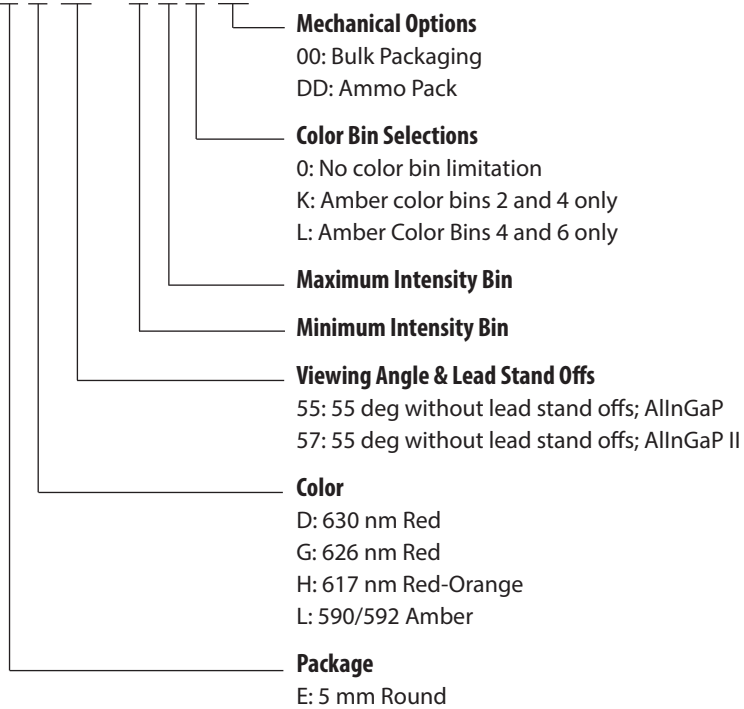 Mechanical Options
00: Bulk Packaging
DD: Ammo Pack
Color Bin Selections
0: No color bin limitation
K: Amber color bins 2 and 4 only
L: Amber Color Bins 4 and 6 only
Maximum Intensity Bin
Minimum Intensity Bin
Viewing Angle & Lead Stand Offs
55: 55 deg without lead stand offs; AlInGaP
57: 55 deg without lead stand offs; AlInGaP II
Color
D: 630 nm Red
G: 626 nm Red
H: 617 nm Red-Orange
L: 590/592 Amber
Package
E: 5 mm Round